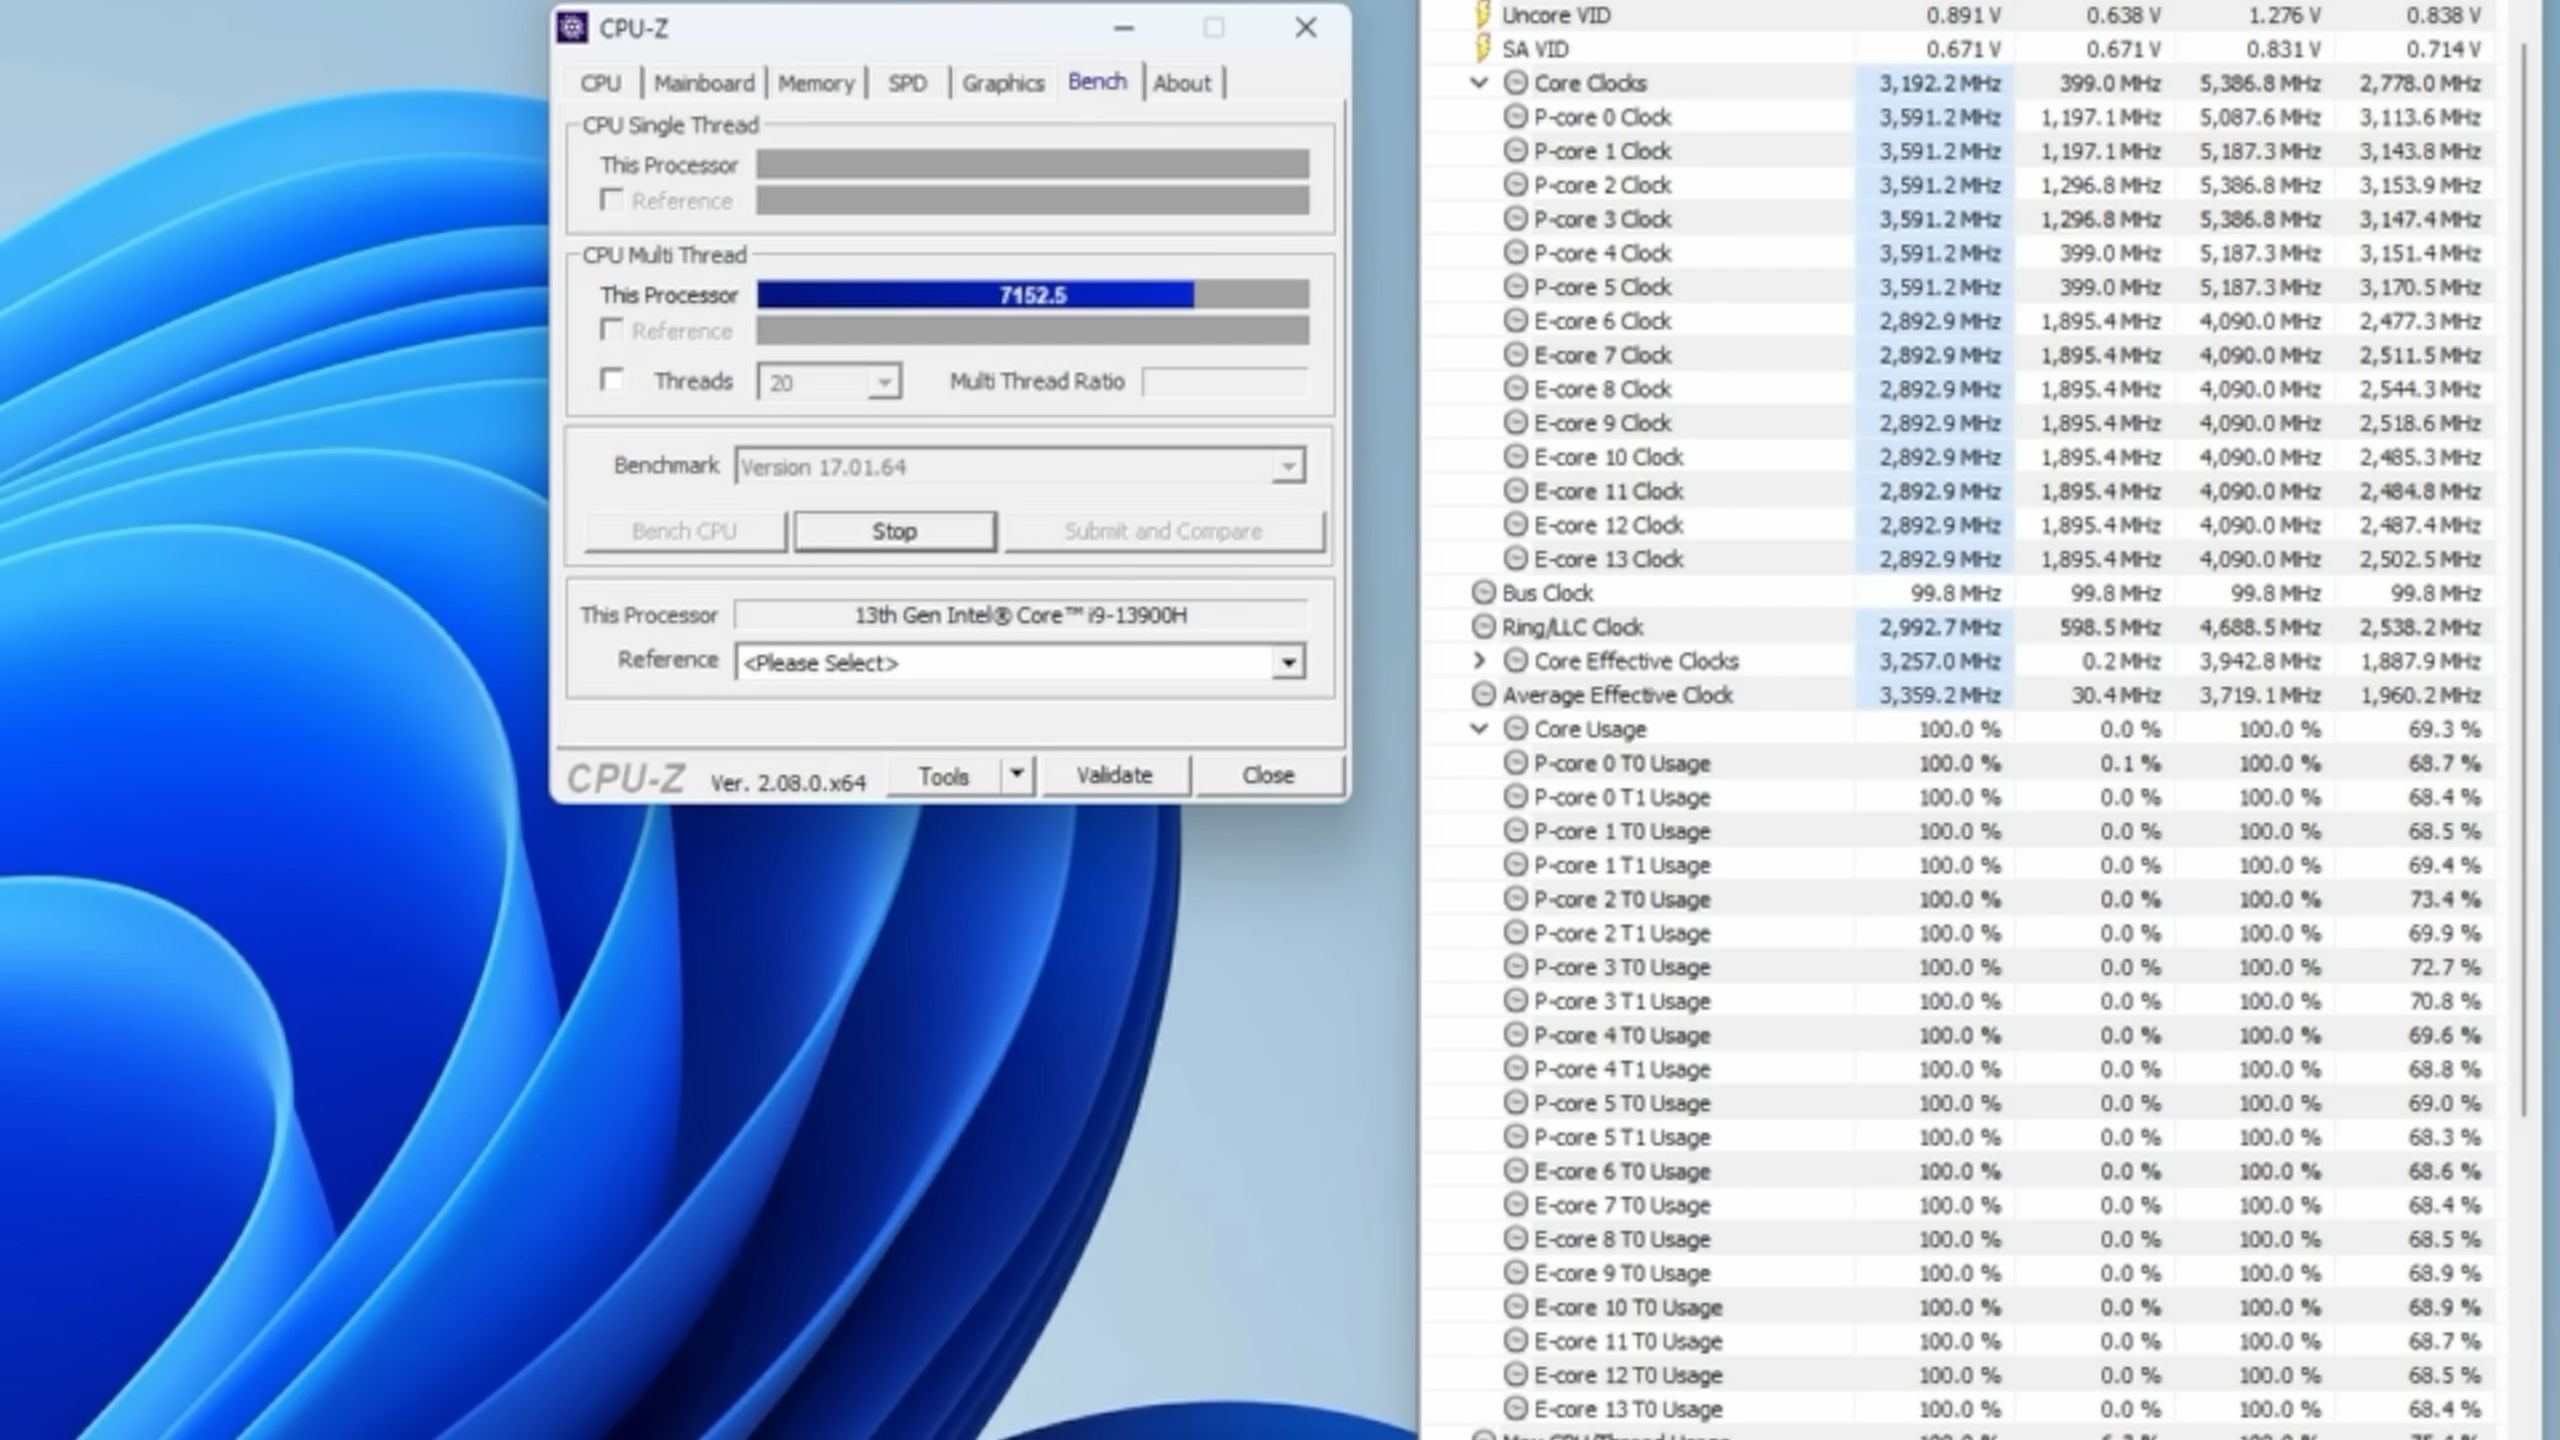 CPU-Z
CPU Mainboard Memory SPD Graphics Bench About
CPU Single Thread
This Processor
Reference
CPU Multi Thread
This Processor 7152.5
Reference
Threads 20 Multi Thread Ratio
Benchmark Version 17.01.64
Bench CPU Stop Submit and Compare
This Processor 13th Gen Intel® Core™ i9-13900H
Reference <Please Select>
CPU-Z Ver. 2.08.0.x64 Tools Validate Close
Uncore VID 0.891 V 0.638 V 1.276 V 0.838 V
SA VID 0.671 V 0.671 V 0.831 V 0.714 V
Core Clocks 3,192.2 MHz 399.0 MHz 5,386.8 MHz 2,778.0 MHz
P-core 0 Clock 3,591.2 MHz 1,197.1 MHz 5,087.6 MHz 3,113.6 MHz
P-core 1 Clock 3,591.2 MHz 1,197.1 MHz 5,187.3 MHz 3,143.8 MHz
P-core 2 Clock 3,591.2 MHz 1,296.8 MHz 5,386.8 MHz 3,153.9 MHz
P-core 3 Clock 3,591.2 MHz 1,296.8 MHz 5,386.8 MHz 3,147.4 MHz
P-core 4 Clock 3,591.2 MHz 399.0 MHz 5,187.3 MHz 3,151.4 MHz
P-core 5 Clock 3,591.2 MHz 399.0 MHz 5,187.3 MHz 3,170.5 MHz
E-core 6 Clock 2,892.9 MHz 1,895.4 MHz 4,090.0 MHz 2,477.3 MHz
E-core 7 Clock 2,892.9 MHz 1,895.4 MHz 4,090.0 MHz 2,511.5 MHz
E-core 8 Clock 2,892.9 MHz 1,895.4 MHz 4,090.0 MHz 2,544.3 MHz
E-core 9 Clock 2,892.9 MHz 1,895.4 MHz 4,090.0 MHz 2,518.6 MHz
E-core 10 Clock 2,892.9 MHz 1,895.4 MHz 4,090.0 MHz 2,485.3 MHz
E-core 11 Clock 2,892.9 MHz 1,895.4 MHz 4,090.0 MHz 2,484.8 MHz
E-core 12 Clock 2,892.9 MHz 1,895.4 MHz 4,090.0 MHz 2,487.4 MHz
E-core 13 Clock 2,892.9 MHz 1,895.4 MHz 4,090.0 MHz 2,502.5 MHz
Bus Clock 99.8 MHz 99.8 MHz 99.8 MHz 99.8 MHz
Ring/LLC Clock 2,992.7 MHz 598.5 MHz 4,688.5 MHz 2,538.2 MHz
Core Effective Clocks 3,257.0 MHz 0.2 MHz 3,942.8 MHz 1,887.9 MHz
Average Effective Clock 3,359.2 MHz 30.4 MHz 3,719.1 MHz 1,960.2 MHz
Core Usage 100.0 % 0.0 % 100.0 % 69.3 %
P-core 0 T0 Usage 100.0 % 0.1 % 100.0 % 68.7 %
P-core 0 T1 Usage 100.0 % 0.0 % 100.0 % 68.4 %
P-core 1 T0 Usage 100.0 % 0.0 % 100.0 % 68.5 %
P-core 1 T1 Usage 100.0 % 0.0 % 100.0 % 69.4 %
P-core 2 T0 Usage 100.0 % 0.0 % 100.0 % 73.4 %
P-core 2 T1 Usage 100.0 % 0.0 % 100.0 % 69.9 %
P-core 3 T0 Usage 100.0 % 0.0 % 100.0 % 72.7 %
P-core 3 T1 Usage 100.0 % 0.0 % 100.0 % 70.8 %
P-core 4 T0 Usage 100.0 % 0.0 % 100.0 % 69.6 %
P-core 4 T1 Usage 100.0 % 0.0 % 100.0 % 68.8 %
P-core 5 T0 Usage 100.0 % 0.0 % 100.0 % 69.0 %
P-core 5 T1 Usage 100.0 % 0.0 % 100.0 % 68.3 %
E-core 6 T0 Usage 100.0 % 0.0 % 100.0 % 68.6 %
E-core 7 T0 Usage 100.0 % 0.0 % 100.0 % 68.4 %
E-core 8 T0 Usage 100.0 % 0.0 % 100.0 % 68.5 %
E-core 9 T0 Usage 100.0 % 0.0 % 100.0 % 68.9 %
E-core 10 T0 Usage 100.0 % 0.0 % 100.0 % 68.9 %
E-core 11 T0 Usage 100.0 % 0.0 % 100.0 % 68.7 %
E-core 12 T0 Usage 100.0 % 0.0 % 100.0 % 68.5 %
E-core 13 T0 Usage 100.0 % 0.0 % 100.0 % 68.4 %